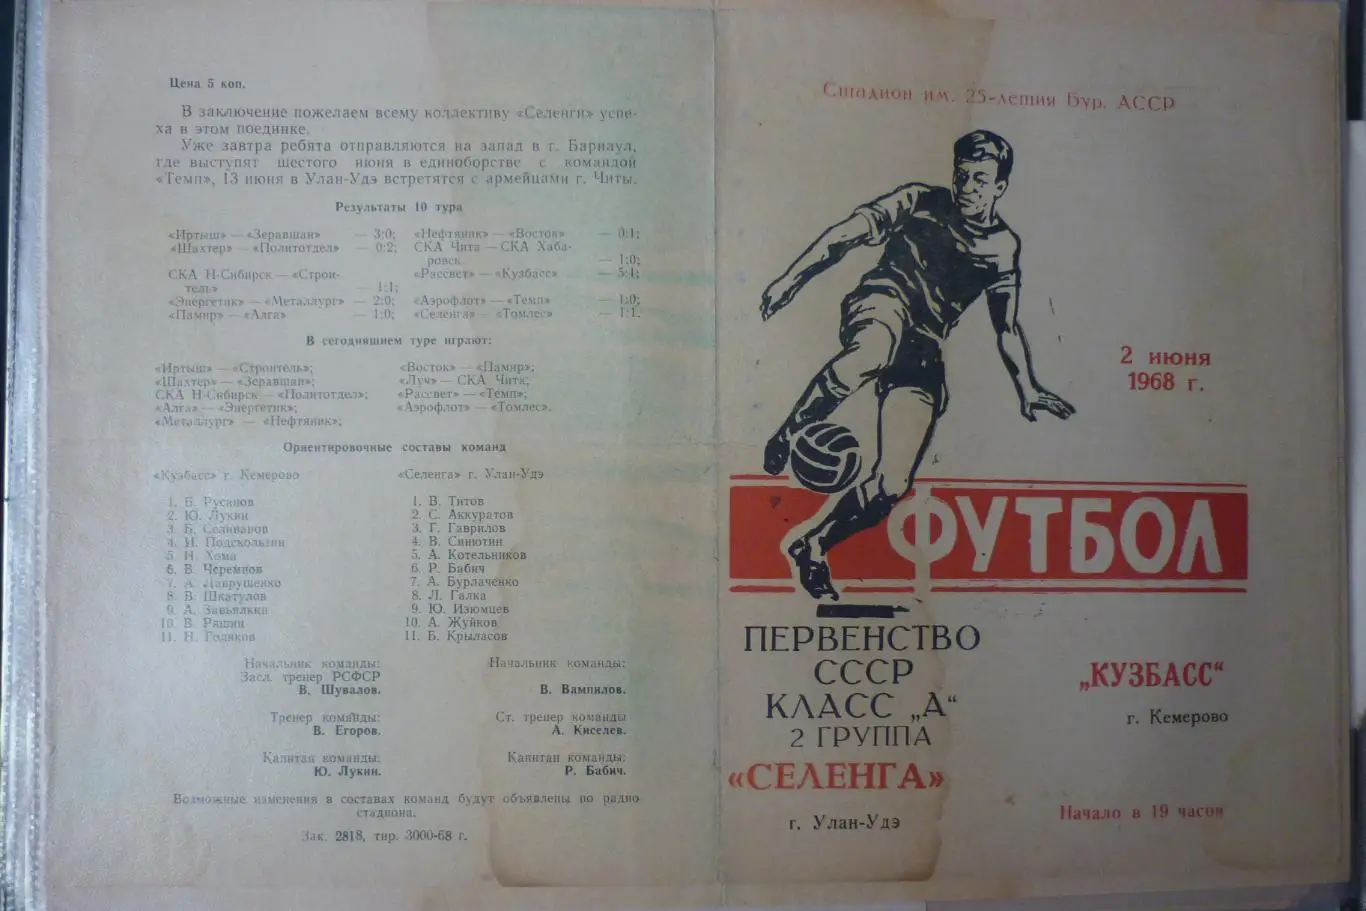 Цена 5 коп.
В заключение пожелаем всему коллективу «Селенги» успе-
ха в этом поединке.
Уже завтра ребята отправляются на запад в г. Барнаул,
где выступят шестого июня в единоборстве с командой
«Темп», 13 июня в Улан-Удэ встретятся с армейцами г. Читы.
Результаты 10 тура
«Иртыш» — «Зеравшан» — 3:0;
«Шахтер» — «Политотдел» — 0:2;
СКА Н-Сибирск — «Строи-
тель» — 1:1;
«Энергетик» — «Металлург» — 2:0;
«Памир» — «Алга» — 1:0;
«Нефтяник» — «Восток» — 0:1;
СКА Чита — СКА Хаба-
ровск — 1:0;
«Рассвет» — «Кузбасс» — 5:1;
«Аэрофлот» — «Темп» — 1:0;
«Селенга» — «Томлес» — 1:1.
В сегодняшнем туре играют:
«Иртыш» — «Строитель»;
«Шахтер» — «Зеравшан»;
СКА Н-Сибирск — «Политотдел»;
«Алга» — «Энергетик»;
«Металлург» — «Нефтяник»;
«Восток» — «Памир»;
«Луч» — СКА Чита;
«Рассвет» — «Темп»;
«Аэрофлот» — «Томлес».
Ориентировочные составы команд
«Кузбасс» г. Кемерово
1. Б. Русанов
2. Ю. Лукин
3. Б. Селиванов
4. И. Подскользин
5. Н. Хома
6. В. Черемнов
7. А. Лаврушенко
8. В. Шкатулов
9. А. Завьялкин
10. В. Ряшин
11. Н. Голяков
Начальник команды:
Засл. тренер РСФСР
В. Шувалов.
Тренер команды:
В. Егоров.
Капитан команды:
Ю. Лукин.
«Селенга» г. Улан-Удэ
1. В. Титов
2. С. Аккуратов
3. Г. Гаврилов
4. В. Синютин
5. А. Котельников
6. Р. Бабич
7. А. Бурлаченко
8. Л. Галка
9. Ю. Изюмцев
10. А. Жуйков
11. Б. Крыласов
Начальник команды:
В. Вампилов.
Ст. тренер команды
А. Киселев.
Капитан команды:
Р. Бабич.
Возможные изменения в составах команд будут объявлены по радио
стадиона.
Зак. 2818, тир. 3000-68 г.
Стадион им. 25-летия Бур. АССР
2 июня
1968 г.
ФУТБОЛ
ПЕРВЕНСТВО
СССР
КЛАСС „А“
2 ГРУППА
«СЕЛЕНГА»
г. Улан-Удэ
„КУЗБАСС“
г. Кемерово
Начало в 19 часов